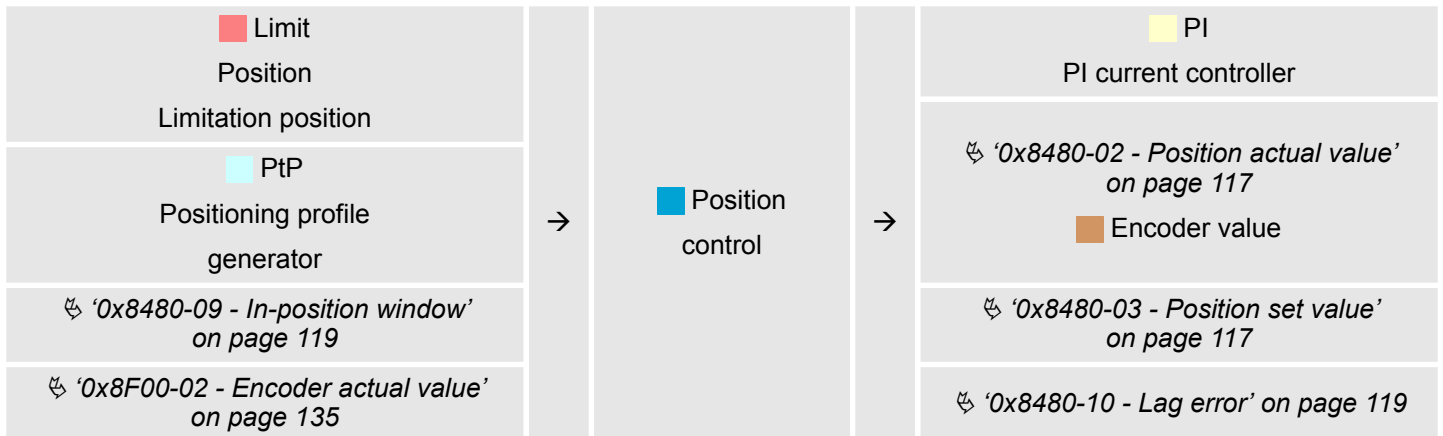 Limit
Position
Limitation position
PtP
Positioning profile
generator
↳ ‘0x8480-09 - In-position window’
on page 119
↳ ‘0x8F00-02 - Encoder actual value’
on page 135
→
Position
control
→
PI
PI current controller
↳ ‘0x8480-02 - Position actual value’
on page 117
Encoder value
↳ ‘0x8480-03 - Position set value’
on page 117
↳ ‘0x8480-10 - Lag error’ on page 119